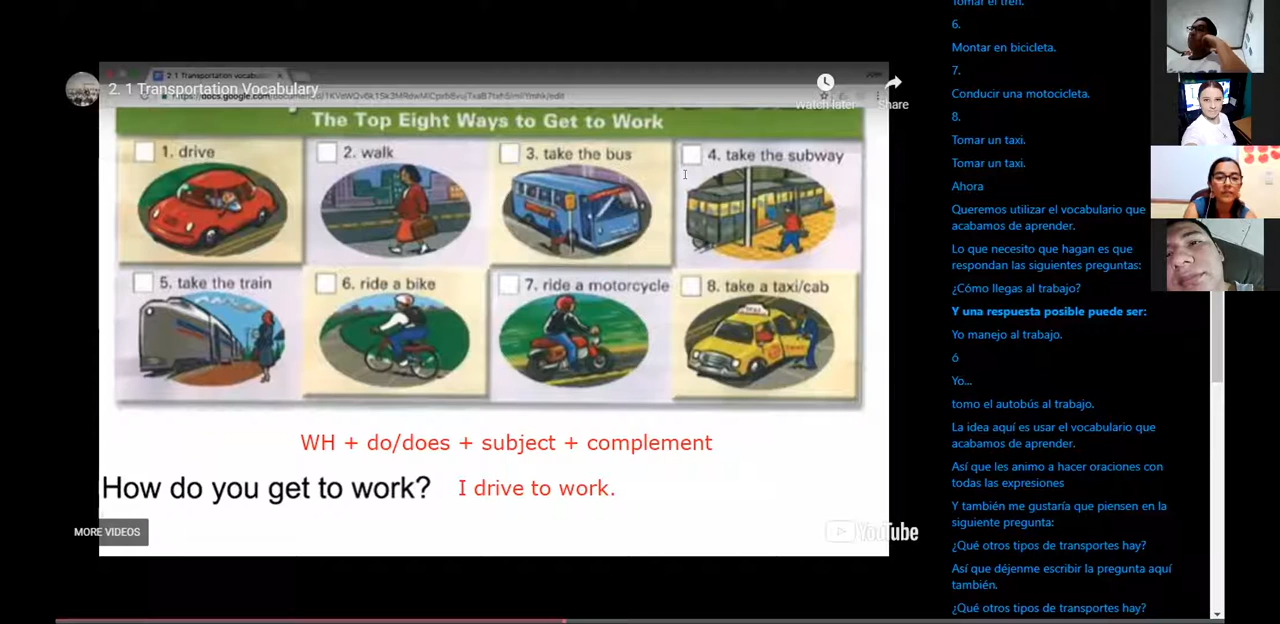 2. 1 Transportation vocabulary
2. 1 Transportation Vocabulary
Watch later
Share
The Top Eight Ways to Get to Work
1. drive
2. walk
3. take the bus
4. take the subway
5. take the train
6. ride a bike
7. ride a motorcycle
8. take a taxi/cab
WH + do/does + subject + complement
How do you get to work?
I drive to work.
MORE VIDEOS
YouTube
Tomar el tren.
6.
Montar en bicicleta.
7.
Conducir una motocicleta.
8.
Tomar un taxi.
Tomar un taxi.
Ahora
Queremos utilizar el vocabulario que
acabamos de aprender.
Lo que necesito que hagan es que
respondan las siguientes preguntas:
¿Cómo llegas al trabajo?
Y una respuesta posible puede ser:
Yo manejo al trabajo.
ó
Yo...
tomo el autobús al trabajo.
La idea aquí es usar el vocabulario que
acabamos de aprender.
Así que les animo a hacer oraciones con
todas las expresiones
Y también me gustaría que piensen en la
siguiente pregunta:
¿Qué otros tipos de transportes hay?
Así que déjenme escribir la pregunta aquí
también.
¿Qué otros tipos de transportes hay?